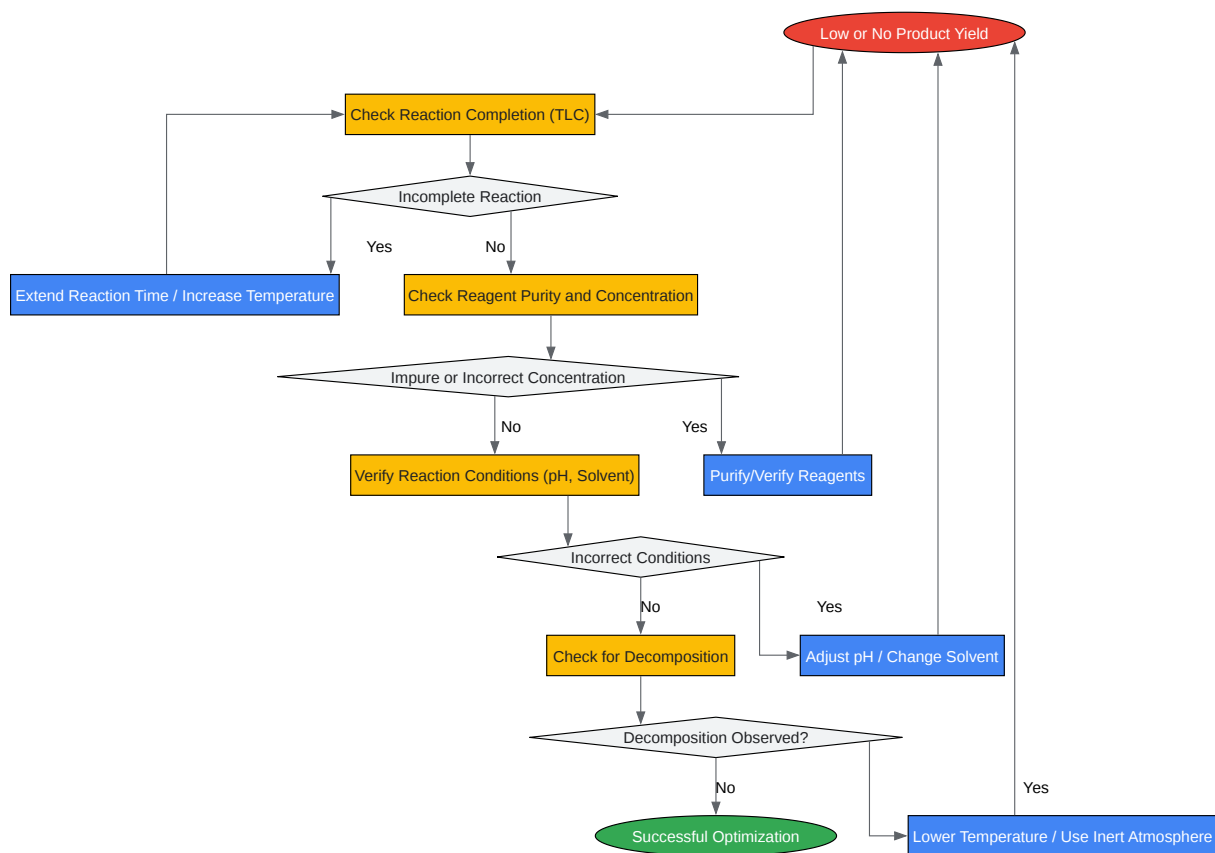 Low or No Product Yield
Check Reaction Completion (TLC)
Incomplete Reaction
Yes
No
Extend Reaction Time / Increase Temperature
Check Reagent Purity and Concentration
Impure or Incorrect Concentration
No
Yes
Verify Reaction Conditions (pH, Solvent)
Purify/Verify Reagents
Incorrect Conditions
No
Yes
Check for Decomposition
Adjust pH / Change Solvent
Decomposition Observed?
No
Yes
Successful Optimization
Lower Temperature / Use Inert Atmosphere